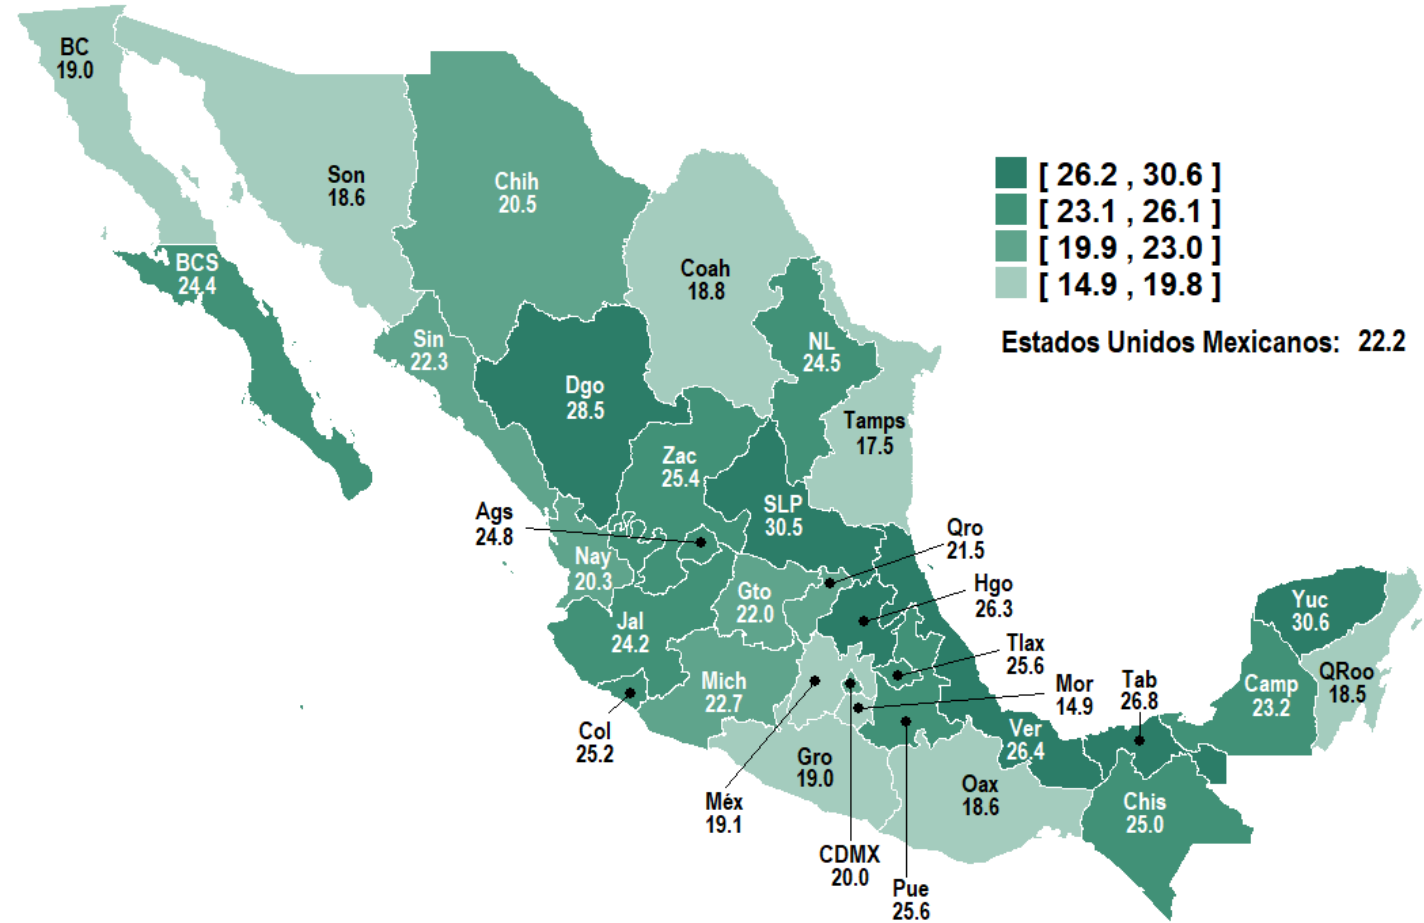 BC
19.0
Son
18.6
Chih
20.5
[ 26.2 , 30.6 ]
[ 23.1 , 26.1 ]
[ 19.9 , 23.0 ]
[ 14.9 , 19.8 ]
Estados Unidos Mexicanos: 22.2
BCS
24.4
Coah
18.8
Sin
22.3
NL
24.5
Dgo
28.5
Tamps
17.5
Zac
25.4
SLP
30.5
Ags
24.8
Qro
21.5
Nay
20.3
Gto
22.0
Hgo
26.3
Yuc
30.6
Jal
24.2
Tlax
25.6
Mich
22.7
Mor
14.9
Tab
26.8
Camp
23.2
QRoo
18.5
Col
25.2
Ver
26.4
Gro
19.0
Oax
18.6
Chis
25.0
Méx
19.1
CDMX
20.0
Pue
25.6